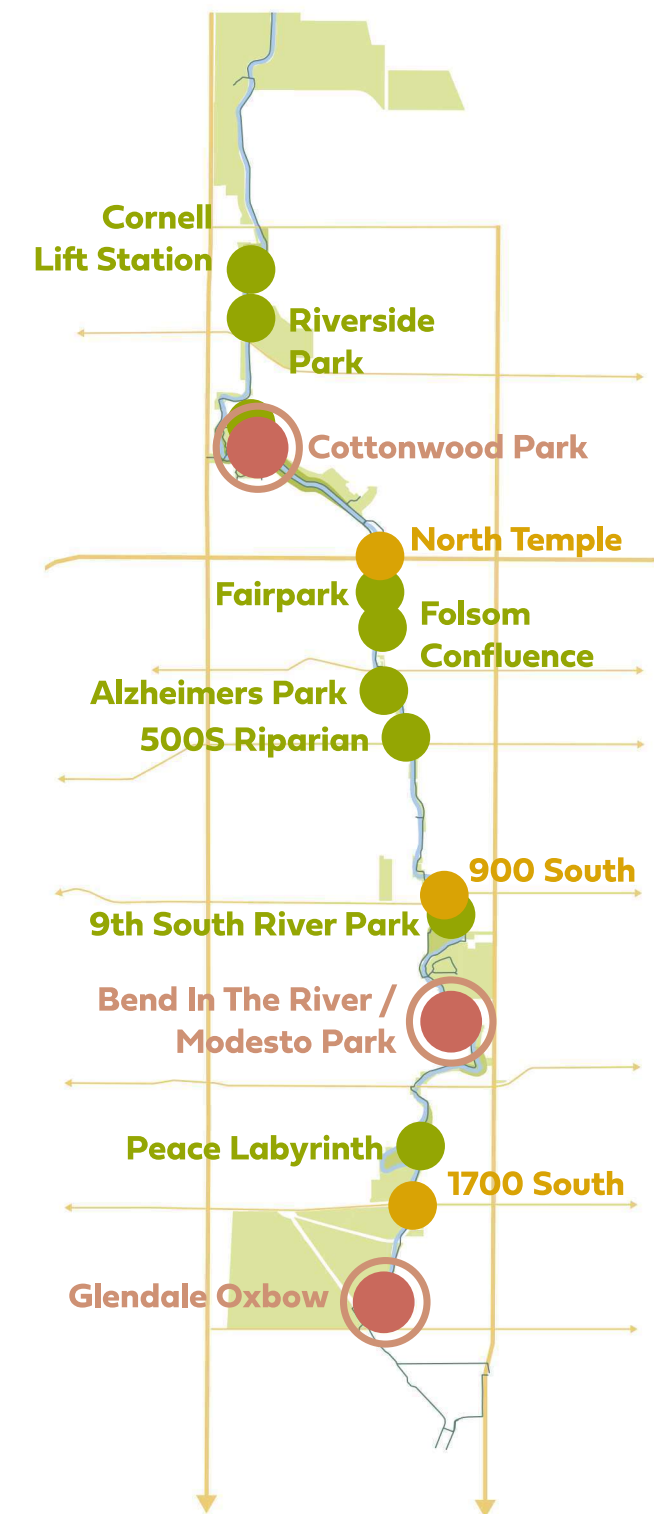 Cornell
Lift Station
Riverside
Park
Cottonwood Park
North Temple
Fairpark
Folsom
Confluence
Alzheimers Park
500S Riparian
900 South
9th South River Park
Bend In The River /
Modesto Park
Peace Labyrinth
1700 South
Glendale Oxbow